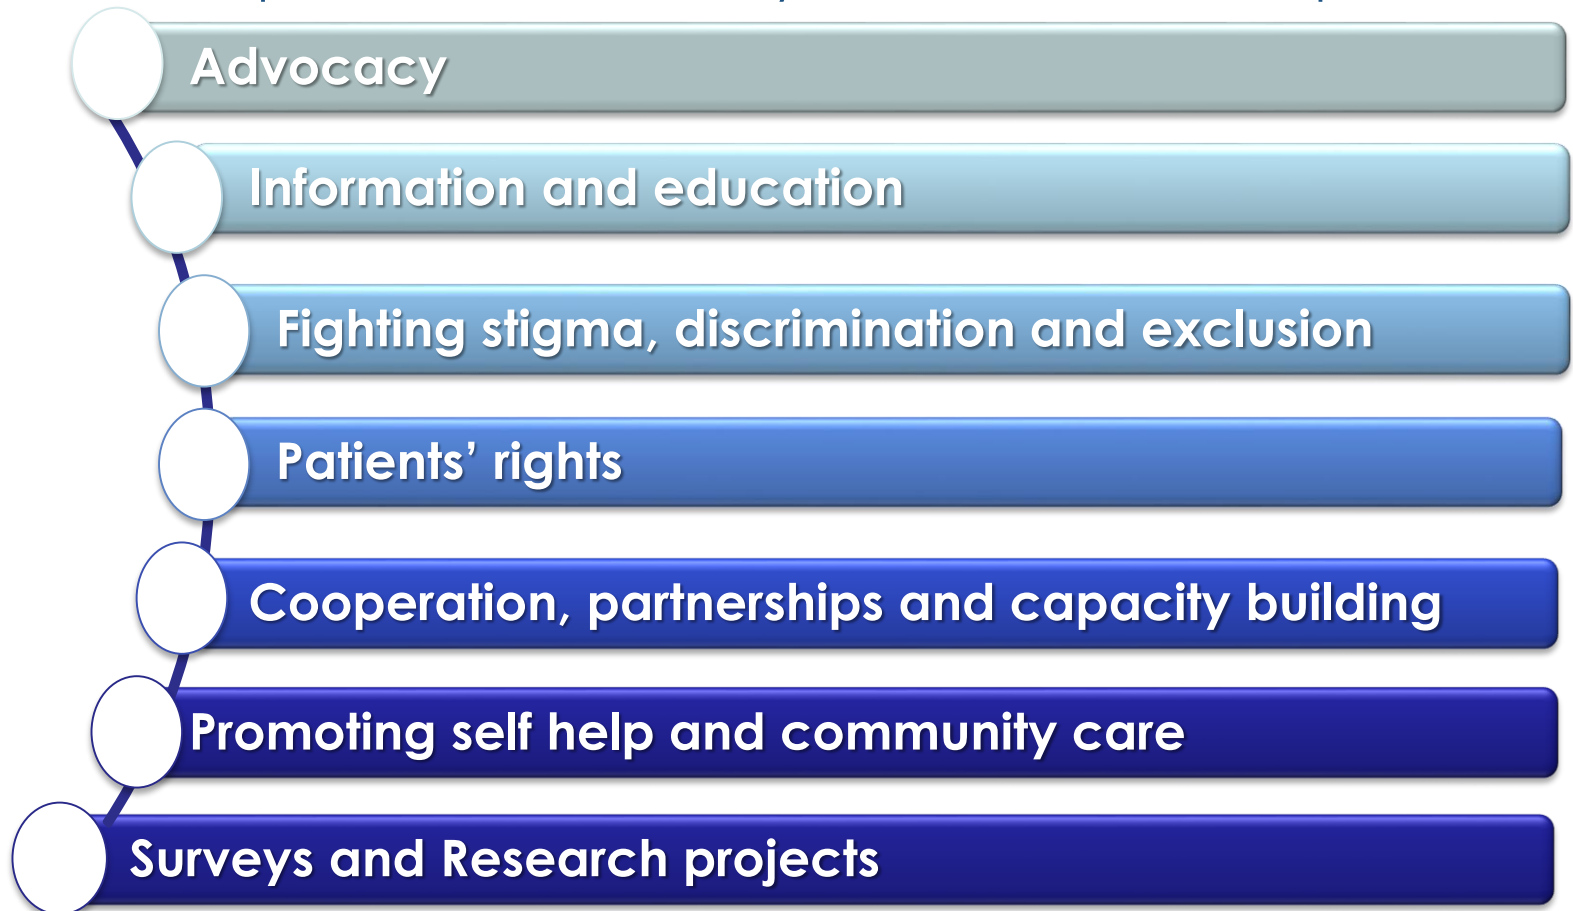 Advocacy
Information and education
Fighting stigma, discrimination and exclusion
Patients’ rights
Cooperation, partnerships and capacity building
Promoting self help and community care
Surveys and Research projects